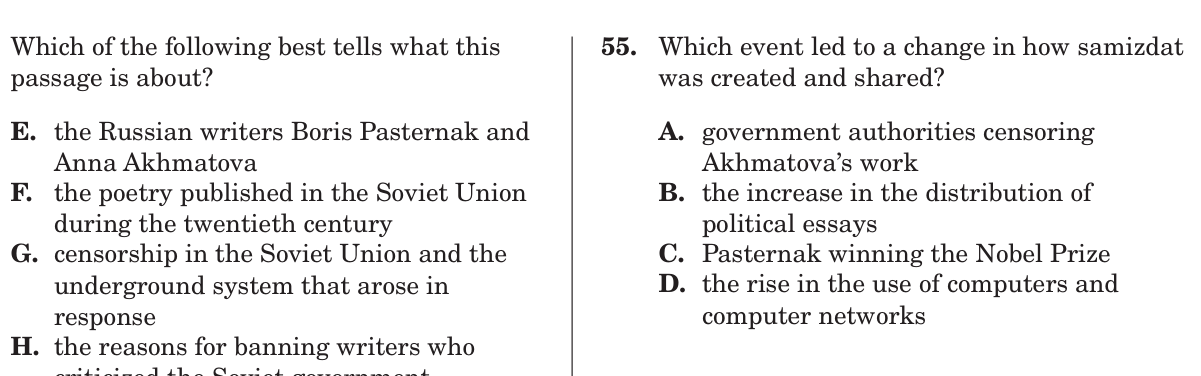 Which of the following best tells what this
passage is about?
E. the Russian writers Boris Pasternak and
Anna Akhmatova
F. the poetry published in the Soviet Union
during the twentieth century
G. censorship in the Soviet Union and the
underground system that arose in
response
H. the reasons for banning writers who
criticized the Soviet government
55. Which event led to a change in how samizdat
was created and shared?
A. government authorities censoring
Akhmatova’s work
B. the increase in the distribution of
political essays
C. Pasternak winning the Nobel Prize
D. the rise in the use of computers and
computer networks